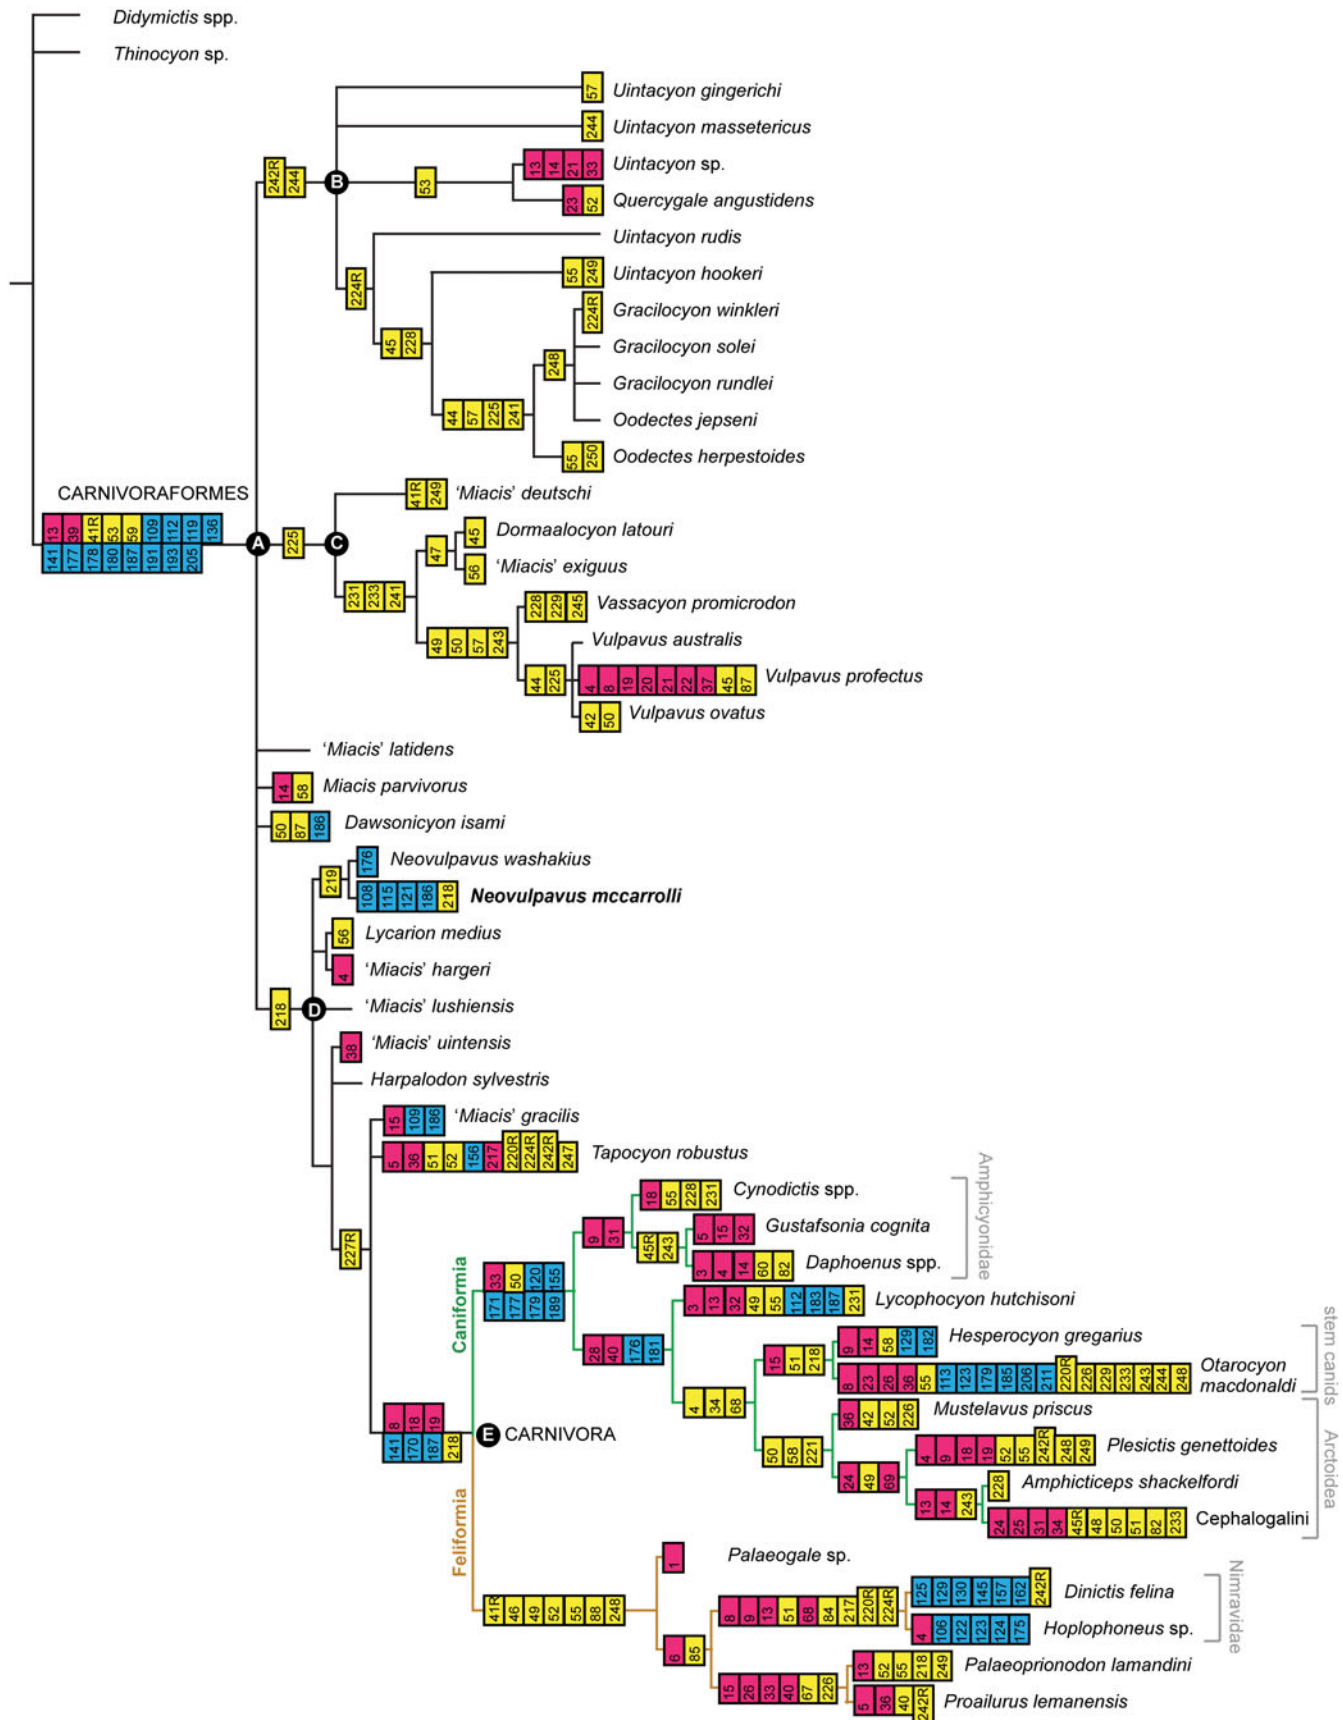 Didymictis spp.
Thinocyon sp.
57
Uintacyon gingerichi
244
Uintacyon massetericus
242R 244
B
53
13 14 21 33
Uintacyon sp.
23 52
Quercygale angustidens
Uintacyon rudis
224R
55 249
Uintacyon hookeri
45 228
224R
Gracilocyon winkleri
248
Gracilocyon solei
Gracilocyon rundlei
44 57 225 241
Oodectes jepseni
55 250
Oodectes herpestoides
CARNIVORAFORMES
13 39 41R 53 59 109 112 119 136
141 177 178 180 187 191 193 205
A
225
C
41R 249
'Miacis' deutschi
231 233 241
47
45
Dormaalocyon latouri
56
'Miacis' exiguus
49 50 57 243
228 229 245
Vassacyon promicrodon
44 225
Vulpavus australis
4 8 19 20 21 22 37 45 87
Vulpavus profectus
42 50
Vulpavus ovatus
'Miacis' latidens
14 58
Miacis parvivorus
50 87 186
Dawsonicyon isami
219
176
Neovulpavus washakius
108 115 121 186 218
Neovulpavus mccarrolli
56
Lycarion medius
4
'Miacis' hargeri
218
D
'Miacis' lushiensis
38
'Miacis' uintensis
Harpalodon sylvestris
227R
15 109 186
'Miacis' gracilis
5 36 51 52 156 217 220R 224R 242R 247
Tapocyon robustus
8 18 19
141 170 187 218
E
CARNIVORA
Caniformia
33 50 120 155
171 177 179 189
9 31
18 55 228 231
Cynodictis spp.
45R 243
5 15 32
Gustafsonia cognita
3 4 14 60 82
Daphoenus spp.
Amphicyonidae
28 40 176 181
3 13 32 49 55 112 183 187 231
Lycophocyon hutchisoni
4 34 68
15 51 218
9 14 58 129 182
Hesperocyon gregarius
8 23 26 36 55 113 123 179 185 206 211 220R 226 229 233 243 244 248
Otarocyon
macdonaldi
stem canids
50 58 221
36 42 52 226
Mustelavus priscus
24 49 69
4 9 18 19 52 55 242R 248 249
Plesictis genettoides
13 14 243
228
Amphicticeps shackelfordi
24 25 31 34 45R 48 50 51 82 233
Cephalogalini
Arctoidea
Feliformia
41R 46 49 52 55 88 248
1
Palaeogale sp.
6 85
8 9 13 51 68 84 217 220R 224R
125 129 130 145 157 162 242R
Dinictis felina
4 106 122 123 124 175
Hoplophoneus sp.
Nimravidae
15 26 33 40 67 226
13 52 55 218 249
Palaeoprionodon lamandini
5 36 40 242R
Proailurus lemanensis